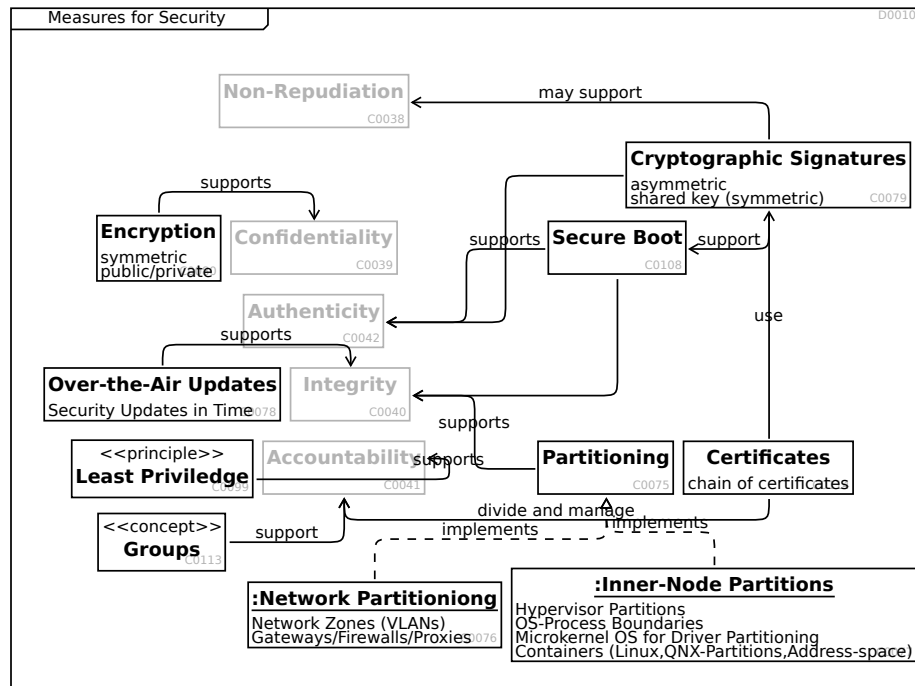 Measures for Security
D0010
Non-Repudiation
C0038
may support
Cryptographic Signatures
asymmetric
shared key (symmetric)
C0079
supports
Encryption
symmetric
public/private
Confidentiality
C0039
supports
Secure Boot
C0108
support
Authenticity
C0042
use
supports
Over-the-Air Updates
Security Updates in Time
C0078
Integrity
C0040
supports
<<principle>>
Least Priviledge
C0099
Accountability
C0041
supports
Partitioning
C0075
Certificates
chain of certificates
divide and manage
<<concept>>
Groups
C0113
support
implements
implements
:Network Partitioniong
Network Zones (VLANs)
Gateways/Firewalls/Proxies
C0076
:Inner-Node Partitions
Hypervisor Partitions
OS-Process Boundaries
Microkernel OS for Driver Partitioning
Containers (Linux,QNX-Partitions,Address-space)